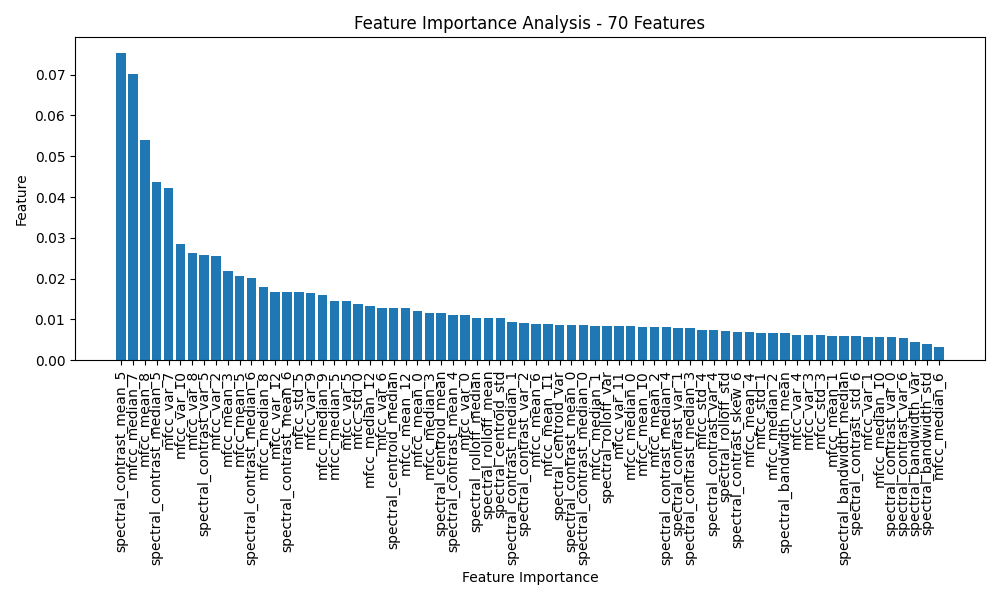 Feature Importance Analysis - 70 Features
Feature
0.07
0.06
0.05
0.04
0.03
0.02
0.01
0.00
spectral_contrast_mean_5
mfcc_median_7
mfcc_mean_8
spectral_contrast_median_5
mfcc_var_7
mfcc_var_10
mfcc_var_8
spectral_contrast_var_5
mfcc_var_2
mfcc_mean_3
mfcc_mean_5
spectral_contrast_median_6
mfcc_median_8
mfcc_var_12
spectral_contrast_mean_6
mfcc_std_5
mfcc_var_9
mfcc_median_9
mfcc_median_5
mfcc_var_5
mfcc_std_0
mfcc_median_12
mfcc_var_6
spectral_centroid_median
mfcc_mean_12
mfcc_mean_0
mfcc_median_3
spectral_centroid_mean
spectral_contrast_mean_4
mfcc_var_0
spectral_rolloff_median
spectral_rolloff_mean
spectral_centroid_std
spectral_contrast_median_1
spectral_contrast_var_2
mfcc_mean_6
mfcc_mean_11
spectral_centroid_var
spectral_contrast_mean_0
spectral_contrast_median_0
mfcc_median_1
spectral_rolloff_var
mfcc_var_11
mfcc_median_0
mfcc_mean_10
mfcc_mean_2
spectral_contrast_median_4
spectral_contrast_var_1
spectral_contrast_median_3
mfcc_std_4
spectral_contrast_var_4
spectral_rolloff_std
spectral_contrast_skew_6
mfcc_mean_4
mfcc_std_1
mfcc_median_2
spectral_bandwidth_mean
mfcc_var_4
mfcc_var_3
mfcc_std_3
mfcc_mean_1
spectral_bandwidth_median
spectral_contrast_std_6
mfcc_var_1
mfcc_median_10
spectral_contrast_var_0
spectral_contrast_var_6
spectral_bandwidth_var
spectral_bandwidth_std
mfcc_median_6
Feature Importance